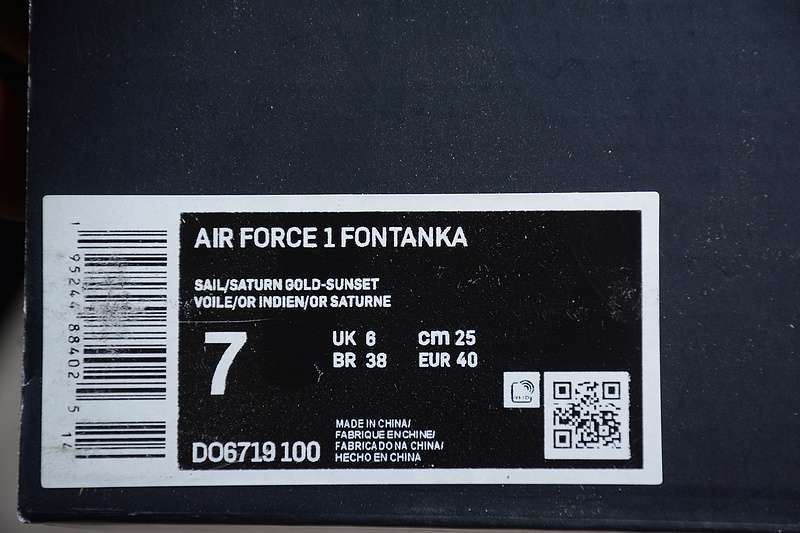 AIR FORCE 1 FONTANKA
SAIL/SATURN GOLD-SUNSET
VOILE/OR INDIEN/OR SATURNE
7
UK 6 cm 25
BR 38 EUR 40
DO6719 100
MADE IN CHINA/
FABRIQUE EN CHINE/
FABRICADO NA CHINA/
HECHO EN CHINA
1 95244 88402 5 14